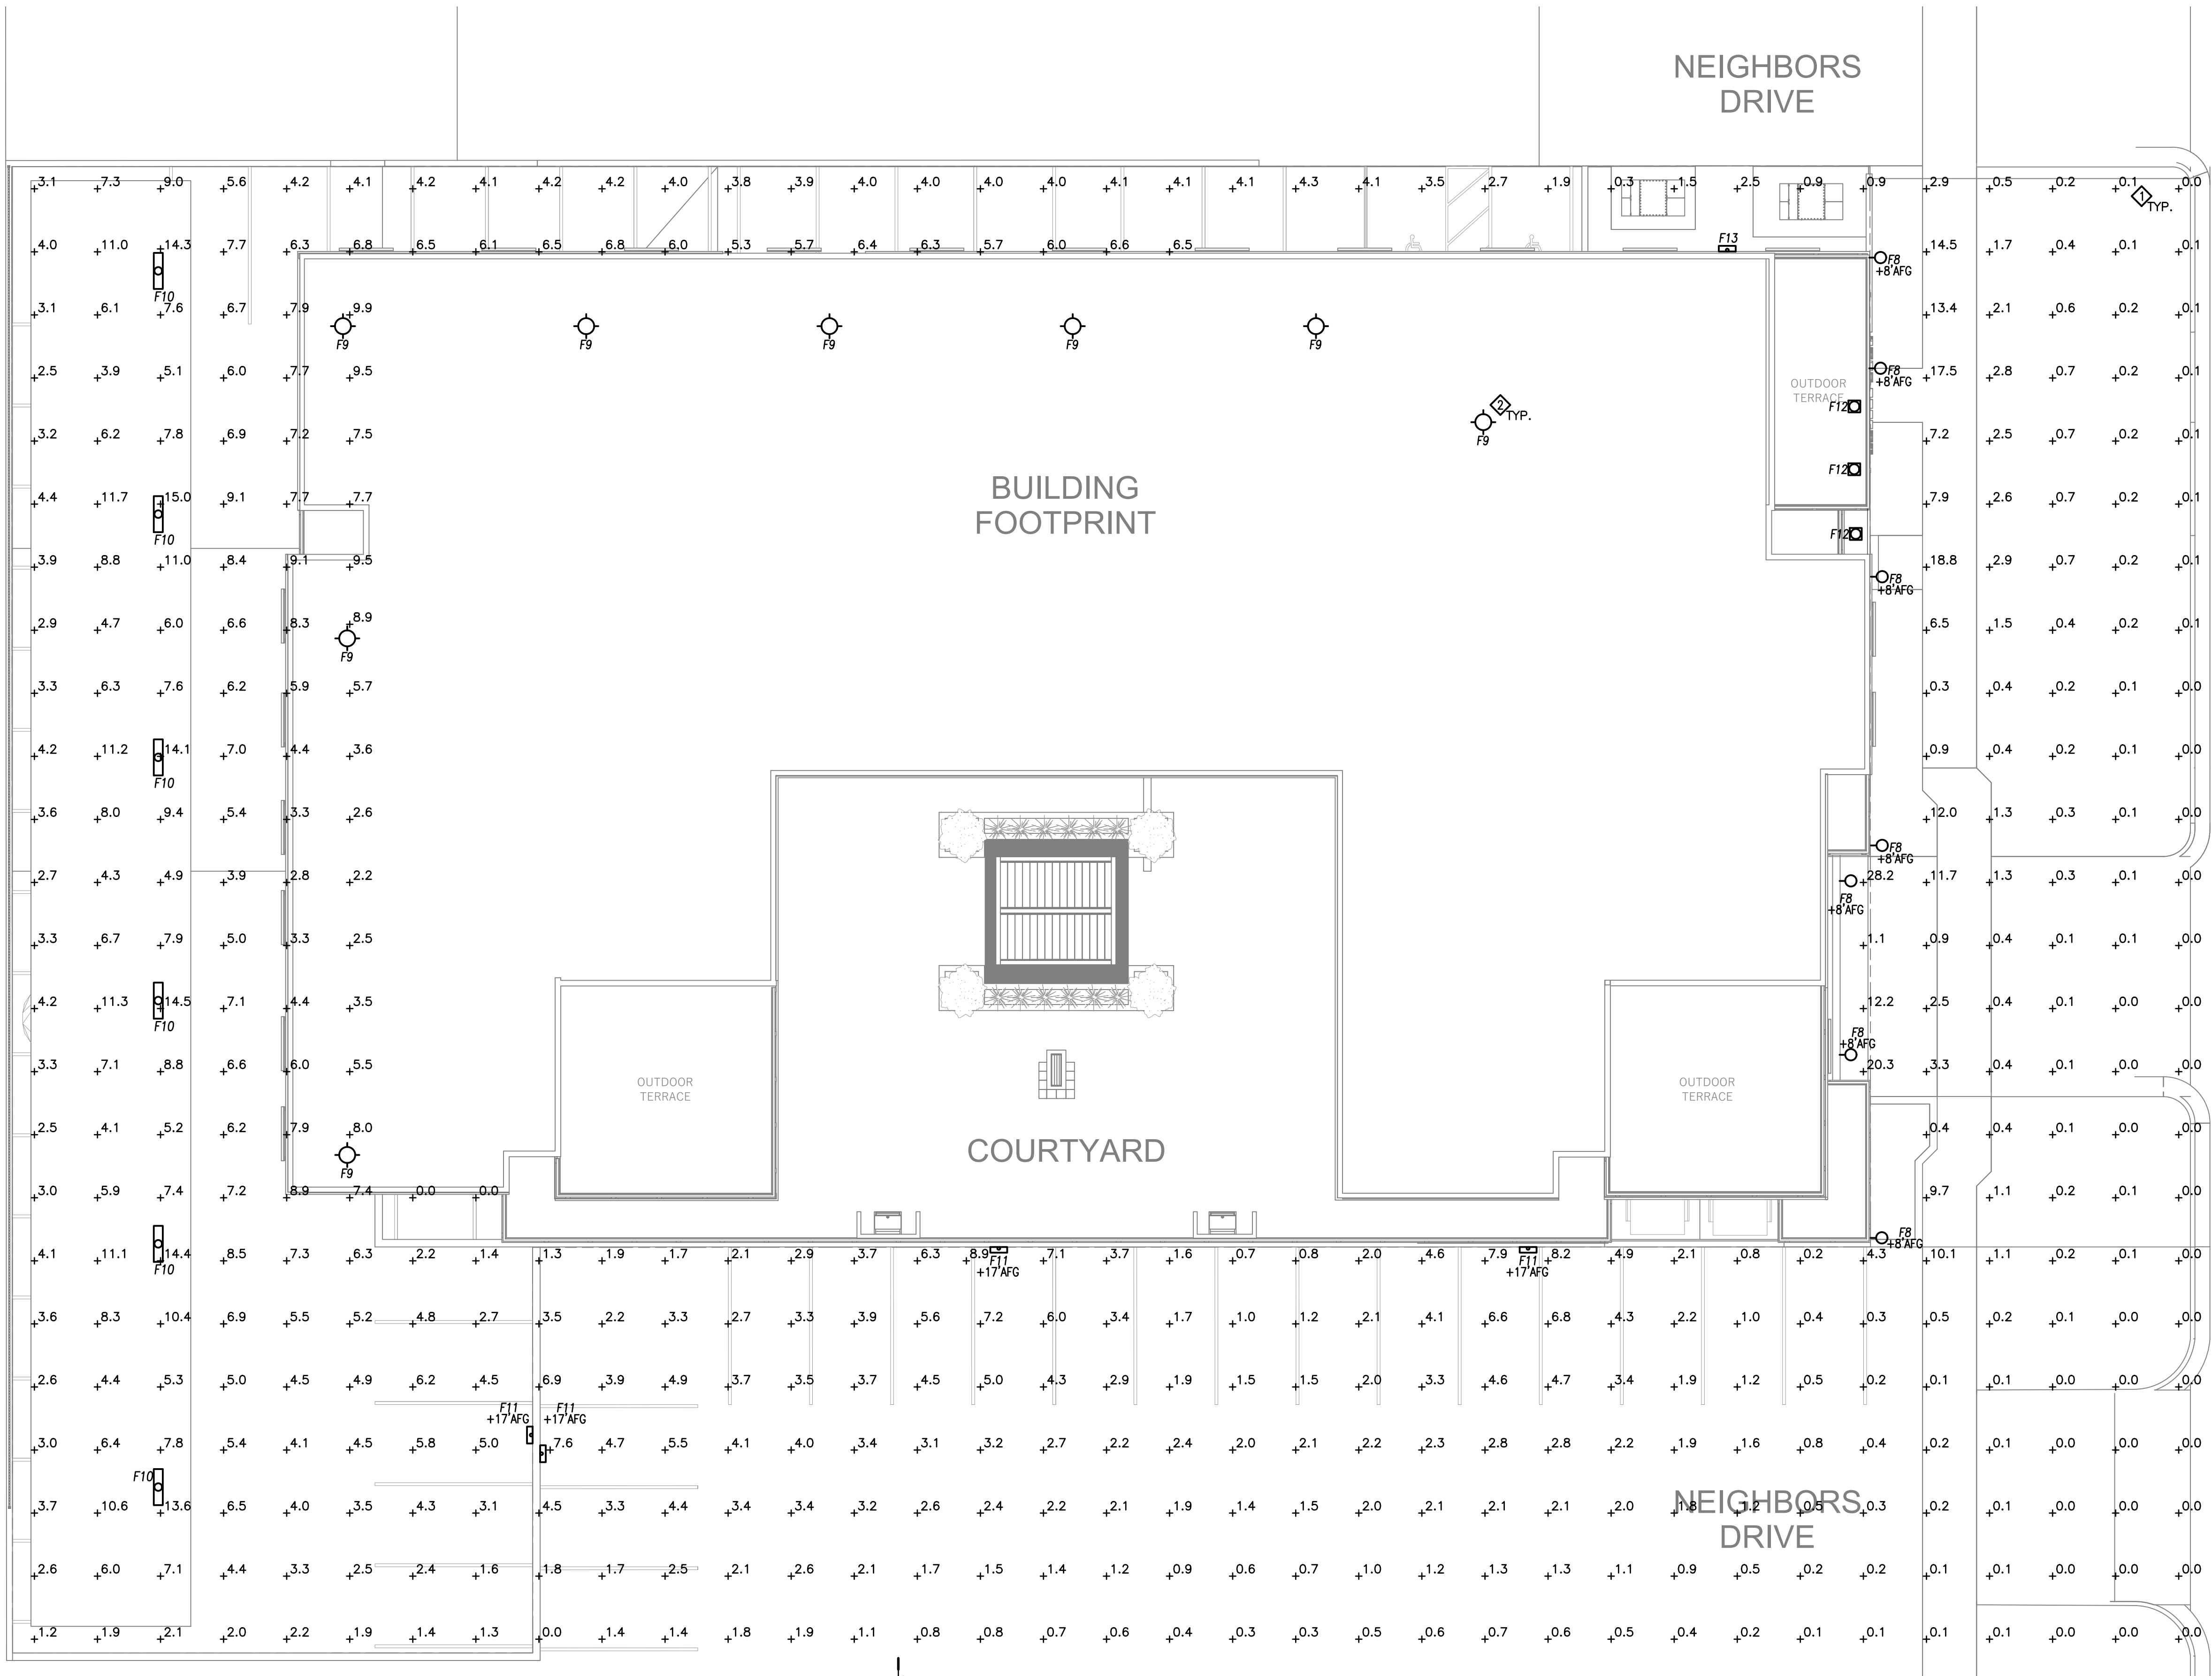 NEIGHBORS
DRIVE
3.1 7.3 9.0 5.6 4.2 4.1 4.2 4.1 4.2 4.2 4.0 3.8 3.9 4.0 4.0 4.0 4.0 4.1 4.1 4.1 4.3 4.1 3.5 2.7 1.9 0.3 1.5 2.5 0.9 0.9 2.9 0.5 0.2 0.1 0.0
1 TYP.
4.0 11.0 14.3 7.7 6.3 6.8 6.5 6.1 6.5 6.8 6.0 5.3 5.7 6.4 6.3 5.7 6.0 6.6 6.5 F13 14.5 1.7 0.4 0.1 0.1
F8
+8'AFG
F10
3.1 6.1 7.6 6.7 7.9 9.9 13.4 2.1 0.6 0.2 0.1
F9 F9 F9 F9 F9
2.5 3.9 5.1 6.0 7.7 9.5 17.5 2.8 0.7 0.2 0.1
F8
+8'AFG
OUTDOOR
TERRACE
F12
2 TYP.
F9
3.2 6.2 7.8 6.9 7.2 7.5 7.2 2.5 0.7 0.2 0.1
F12
BUILDING
FOOTPRINT
4.4 11.7 15.0 9.1 7.7 7.7 7.9 2.6 0.7 0.2 0.1
F10
F12
3.9 8.8 11.0 8.4 9.1 9.5 18.8 2.9 0.7 0.2 0.1
F8
+8'AFG
2.9 4.7 6.0 6.6 8.3 8.9 6.5 1.5 0.4 0.2 0.1
F9
3.3 6.3 7.6 6.2 5.9 5.7 0.3 0.4 0.2 0.1 0.0
4.2 11.2 14.1 7.0 4.4 3.6 0.9 0.4 0.2 0.1 0.0
F10
3.6 8.0 9.4 5.4 3.3 2.6 12.0 1.3 0.3 0.1 0.0
F8
+8'AFG
2.7 4.3 4.9 3.9 2.8 2.2 28.2 11.7 1.3 0.3 0.1 0.0
F8
+8'AFG
3.3 6.7 7.9 5.0 3.3 2.5 1.1 0.9 0.4 0.1 0.1 0.0
4.2 11.3 14.5 7.1 4.4 3.5 12.2 2.5 0.4 0.1 0.0 0.0
F10
F8
+8'AFG
3.3 7.1 8.8 6.6 6.0 5.5 20.3 3.3 0.4 0.1 0.0 0.0
OUTDOOR
TERRACE
OUTDOOR
TERRACE
2.5 4.1 5.2 6.2 7.9 8.0 0.4 0.4 0.1 0.0 0.0
COURTYARD
F9
3.0 5.9 7.4 7.2 8.9 7.4 0.0 0.0 9.7 1.1 0.2 0.1 0.0
F8
+8'AFG
4.1 11.1 14.4 8.5 7.3 6.3 2.2 1.4 1.3 1.9 1.7 2.1 2.9 3.7 6.3 8.9 7.1 3.7 1.6 0.7 0.8 2.0 4.6 7.9 8.2 4.9 2.1 0.8 0.2 4.3 10.1 1.1 0.2 0.1 0.0
F10 F11 F11
+17'AFG +17'AFG
3.6 8.3 10.4 6.9 5.5 5.2 4.8 2.7 3.5 2.2 3.3 2.7 3.3 3.9 5.6 7.2 6.0 3.4 1.7 1.0 1.2 2.1 4.1 6.6 6.8 4.3 2.2 1.0 0.4 0.3 0.5 0.2 0.1 0.0 0.0
2.6 4.4 5.3 5.0 4.5 4.9 6.2 4.5 6.9 3.9 4.9 3.7 3.5 3.7 4.5 5.0 4.3 2.9 1.9 1.5 1.5 2.0 3.3 4.6 4.7 3.4 1.9 1.2 0.5 0.2 0.1 0.1 0.0 0.0 0.0
F11 F11
+17'AFG +17'AFG
3.0 6.4 7.8 5.4 4.1 4.5 5.8 5.0 7.6 4.7 5.5 4.1 4.0 3.4 3.1 3.2 2.7 2.2 2.4 2.0 2.1 2.2 2.3 2.8 2.8 2.2 1.9 1.6 0.8 0.4 0.2 0.1 0.0 0.0 0.0
F10
3.7 10.6 13.6 6.5 4.0 3.5 4.3 3.1 4.5 3.3 4.4 3.4 3.4 3.2 2.6 2.4 2.2 2.1 1.9 1.4 1.5 2.0 2.1 2.1 2.1 2.0 1.8 1.2 0.5 0.3 0.2 0.1 0.0 0.0 0.0
NEIGHBORS
DRIVE
2.6 6.0 7.1 4.4 3.3 2.5 2.4 1.6 1.8 1.7 2.5 2.1 2.6 2.1 1.7 1.5 1.4 1.2 0.9 0.6 0.7 1.0 1.2 1.3 1.3 1.1 0.9 0.5 0.2 0.2 0.1 0.1 0.0 0.0 0.0
1.2 1.9 2.1 2.0 2.2 1.9 1.4 1.3 0.0 1.4 1.4 1.8 1.9 1.1 0.8 0.8 0.7 0.6 0.4 0.3 0.3 0.5 0.6 0.7 0.6 0.5 0.4 0.2 0.1 0.1 0.1 0.1 0.0 0.0 0.0